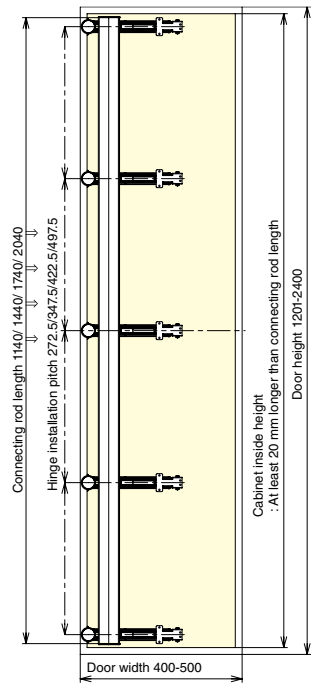 Connecting rod length 1140/ 1440/ 1740/ 2040
⇒ ⇒ ⇒ ⇒
Hinge installation pitch 272.5/347.5/422.5/497.5
Cabinet inside height
: At least 20 mm longer than connecting rod length
Door height 1201-2400
Door width 400-500